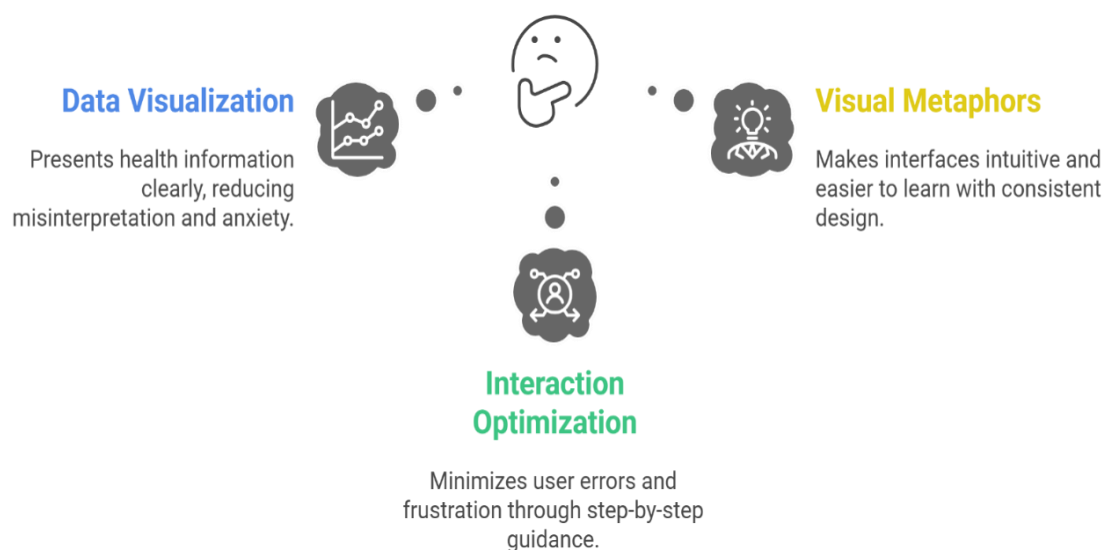 Data Visualization
Presents health information
clearly, reducing
misinterpretation and anxiety.
Visual Metaphors
Makes interfaces intuitive and
easier to learn with consistent
design.
Interaction
Optimization
Minimizes user errors and
frustration through step-by-step
guidance.